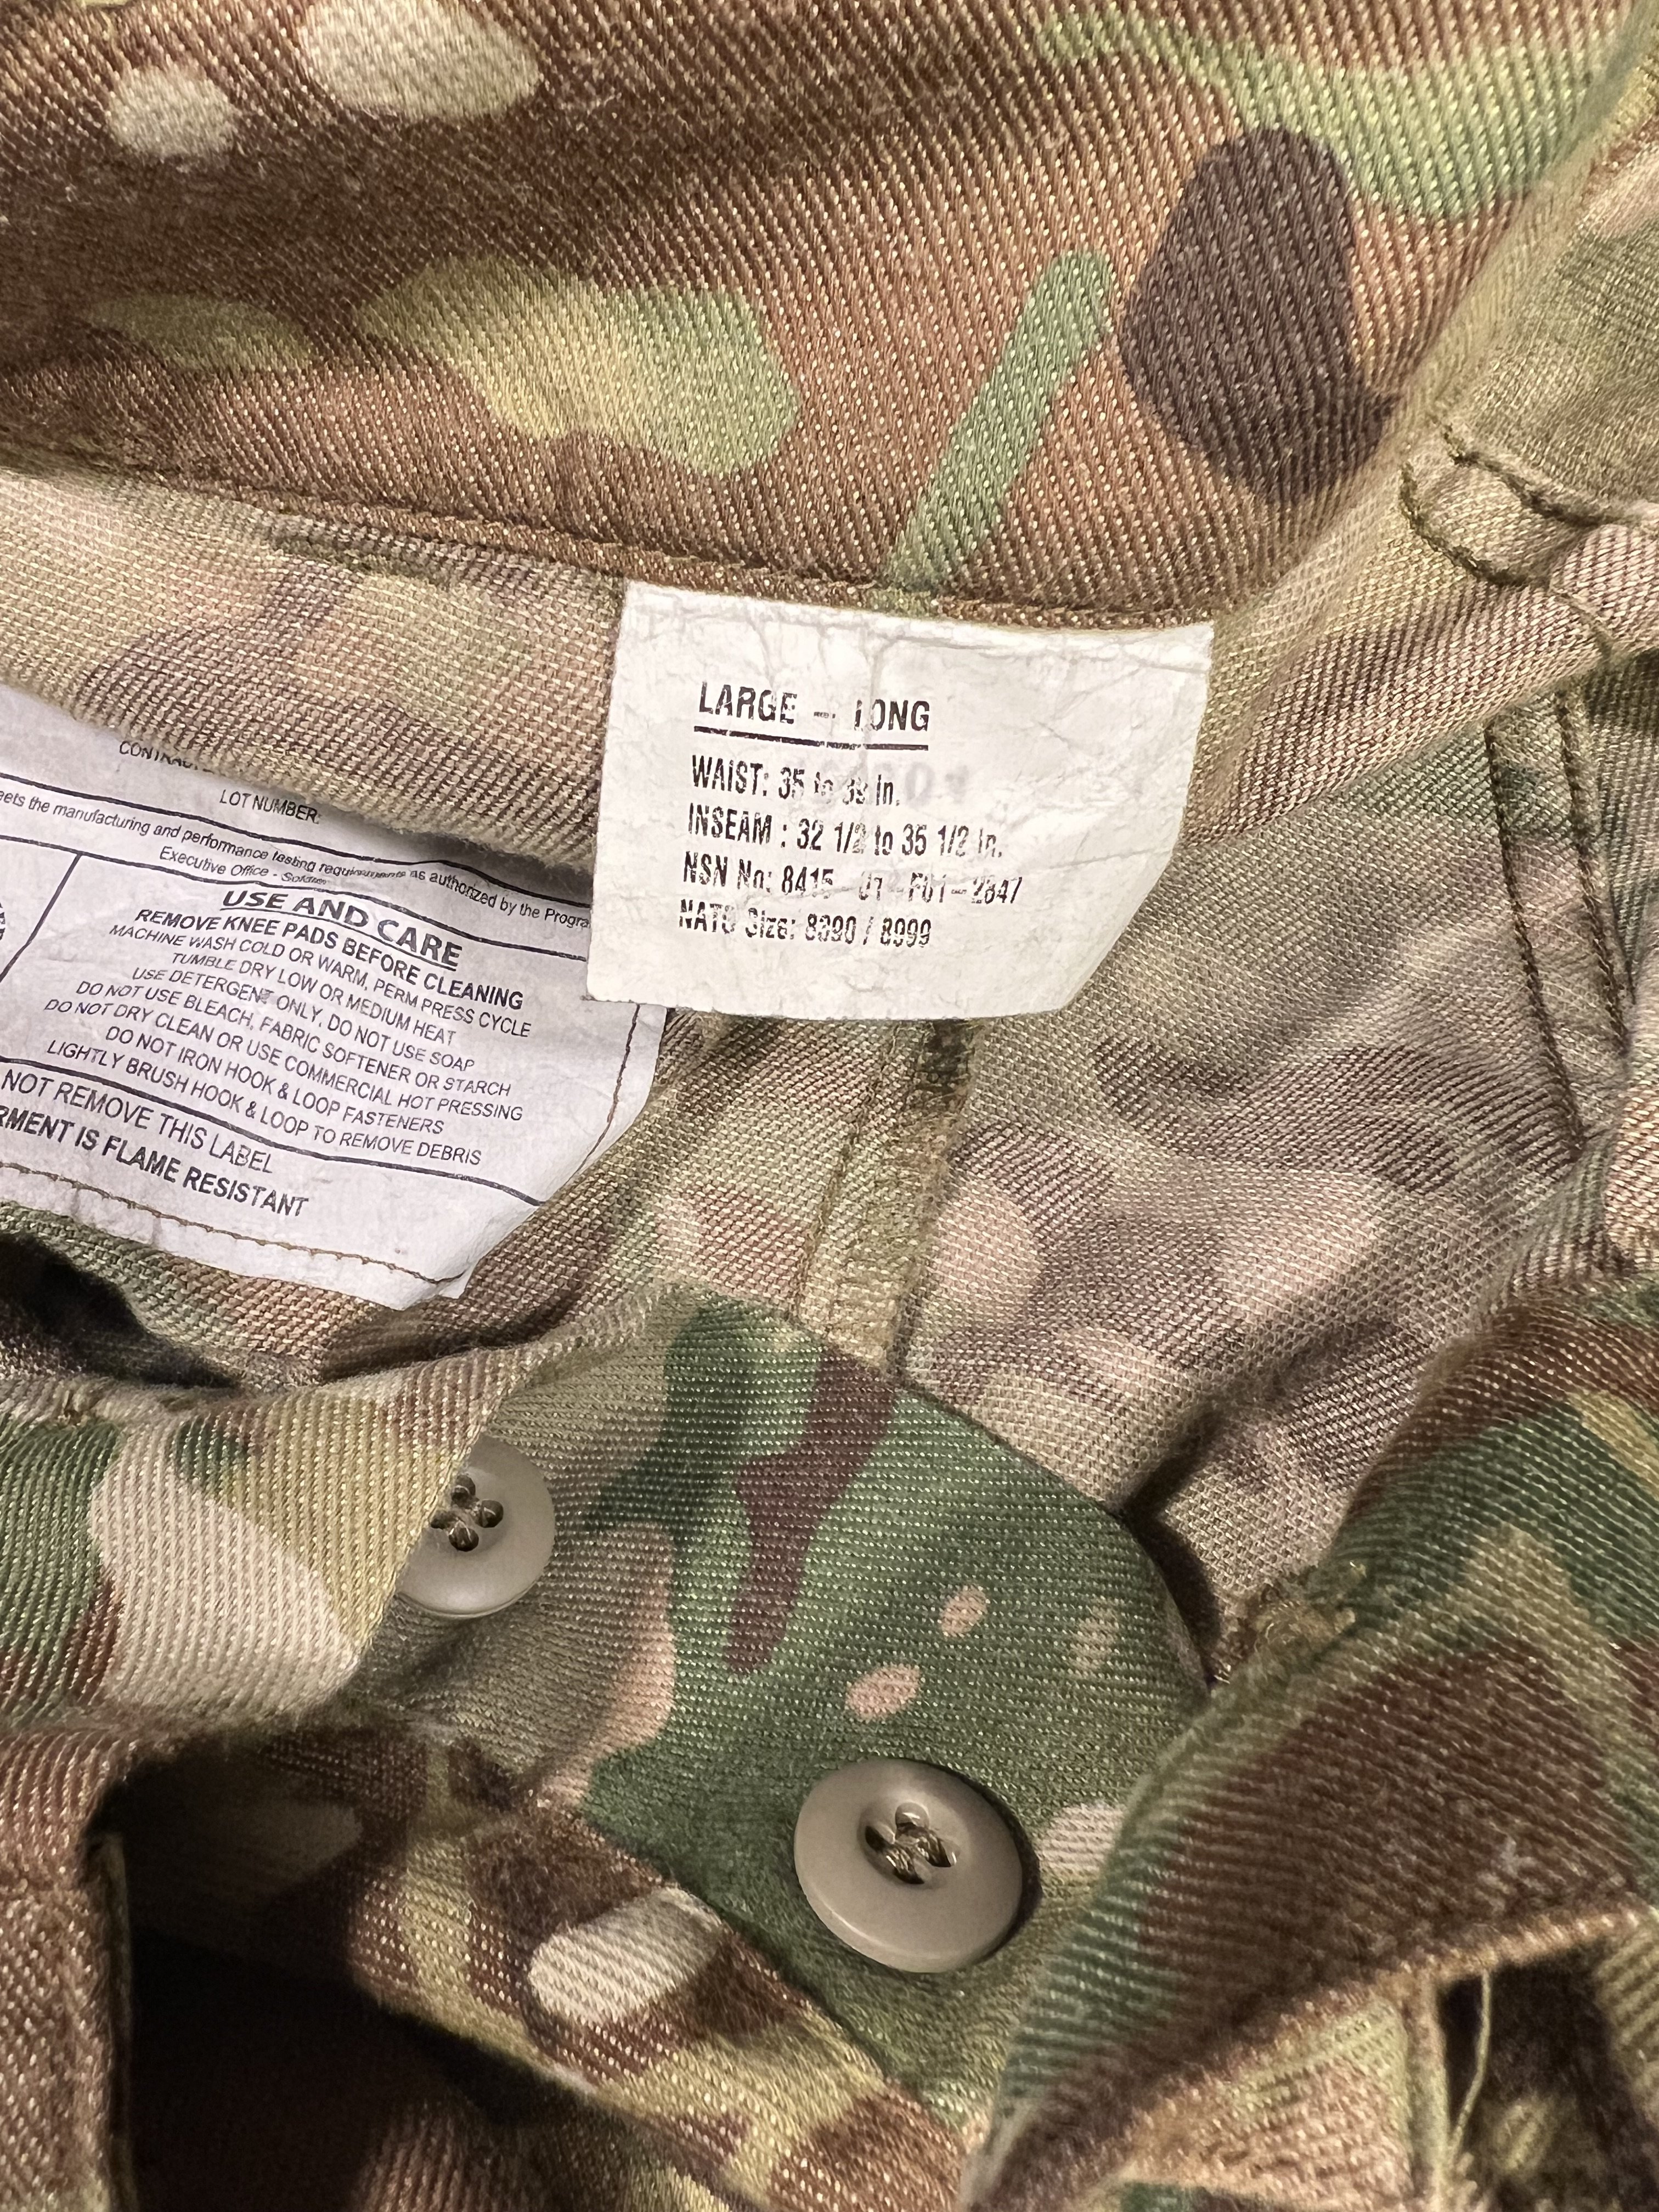 LARGE – LONG
WAIST: 35 to 39 In.
INSEAM : 32 1/2 to 35 1/2 In.
NSN No: 8415 – 01 – F01 – 2847
NATO Size: 8990 / 8999
LOT NUMBER:
eets the manufacturing and performance testing requirements as authorized by the Progra
Executive Office - Soldier
USE AND CARE
REMOVE KNEE PADS BEFORE CLEANING
MACHINE WASH COLD OR WARM, PERM PRESS CYCLE
TUMBLE DRY LOW OR MEDIUM HEAT
USE DETERGENT ONLY, DO NOT USE SOAP
DO NOT USE BLEACH, FABRIC SOFTENER OR STARCH
DO NOT DRY CLEAN OR USE COMMERCIAL HOT PRESSING
DO NOT IRON HOOK & LOOP FASTENERS
LIGHTLY BRUSH HOOK & LOOP TO REMOVE DEBRIS
NOT REMOVE THIS LABEL
RMENT IS FLAME RESISTANT